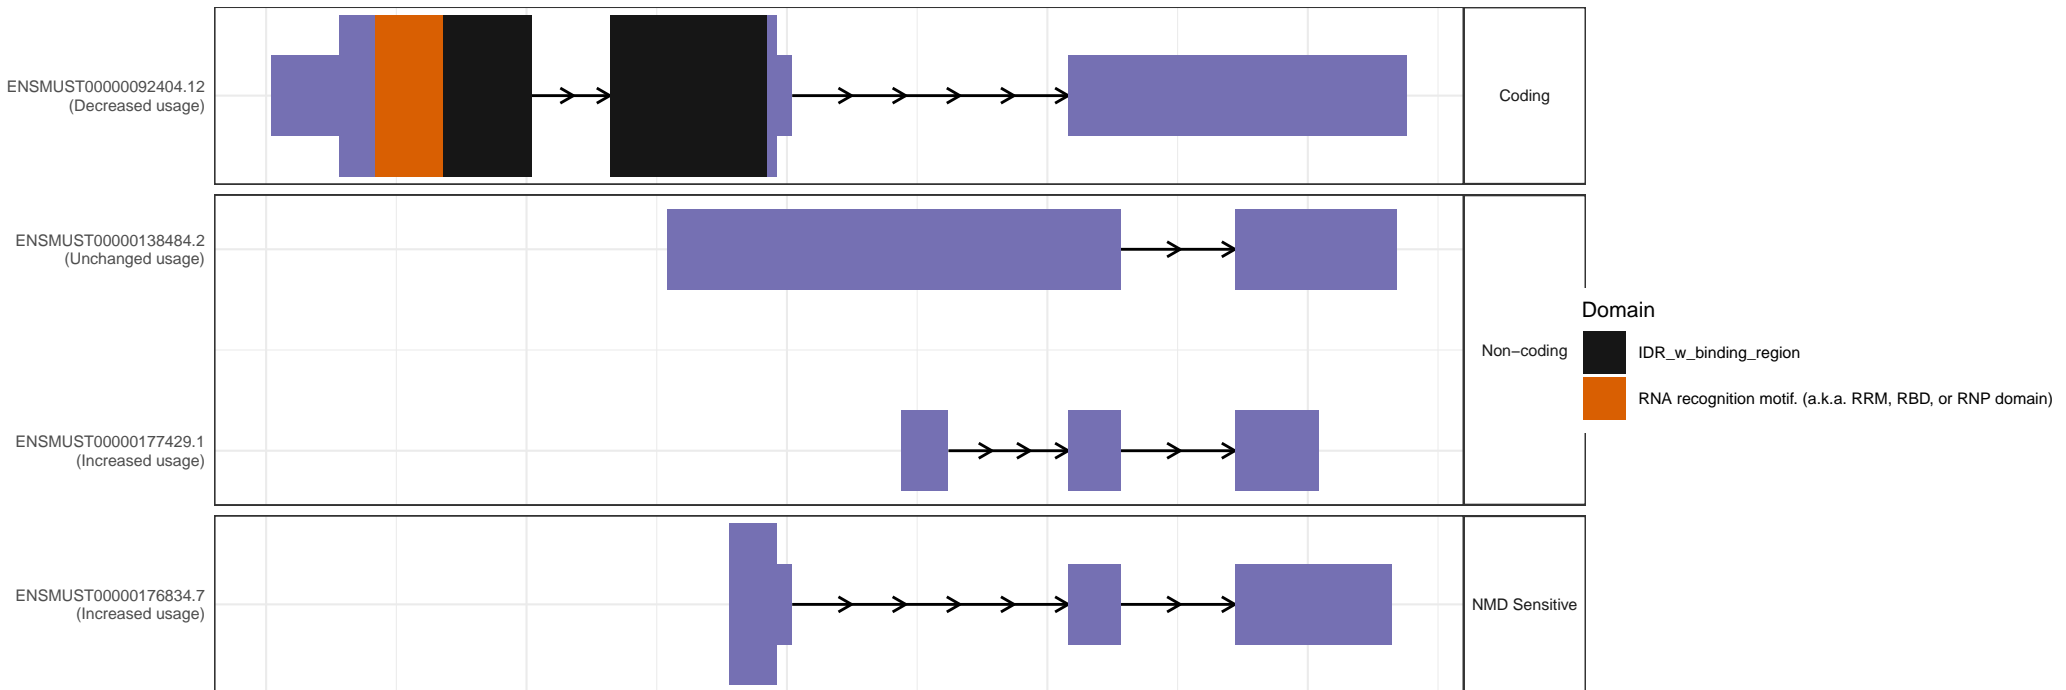 ENSMUST00000092404.12
(Decreased usage)
Coding
ENSMUST00000138484.2
(Unchanged usage)
Non−coding
ENSMUST00000177429.1
(Increased usage)
ENSMUST00000176834.7
(Increased usage)
NMD Sensitive
Domain
IDR_w_binding_region
RNA recognition motif. (a.k.a. RRM, RBD, or RNP domain)